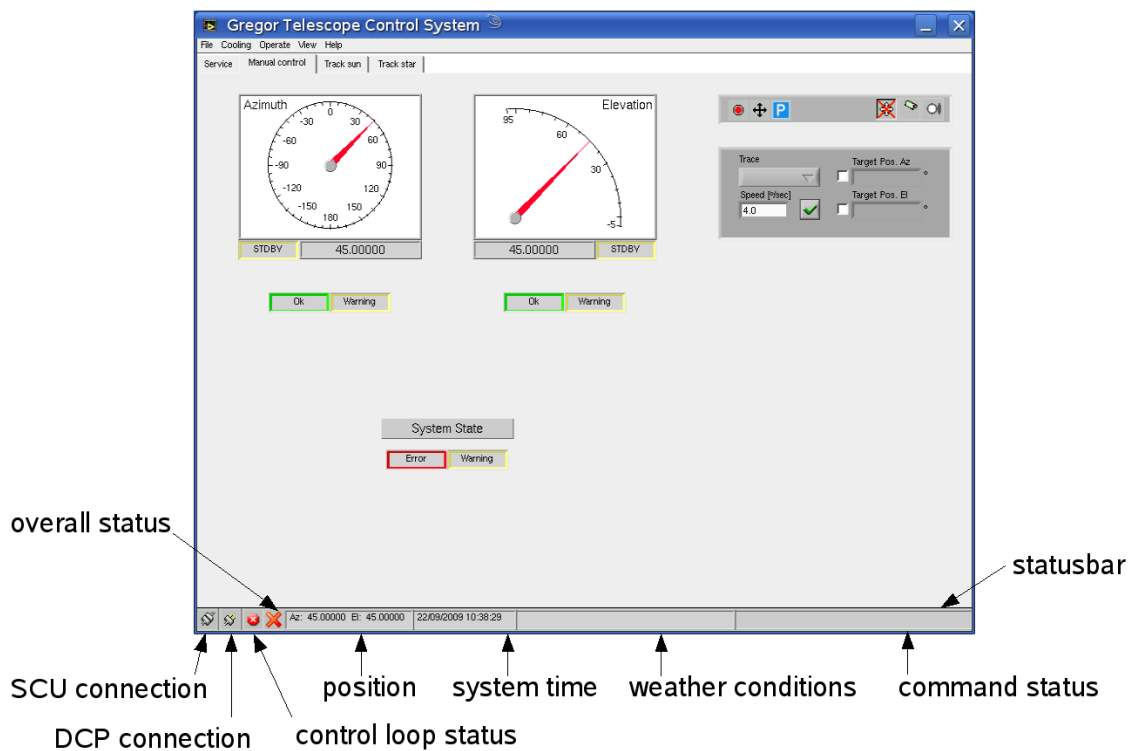 Gregor Telescope Control System
File Cooling Operate View Help
Service Manual control Track sun Track star
Azimuth
0
-30 30
-60 60
-90 90
-120 120
-150 150
180
STDBY 45.00000
Elevation
95
60
30
-5
45.00000 STDBY
P
Trace Target Pos. Az
°
Speed [º/sec] Target Pos. El
4.0 °
Ok Warning
Ok Warning
System State
Error Warning
overall status
statusbar
Az: 45.00000 El: 45.00000 22/09/2009 10:38:29
SCU connection position system time weather conditions command status
DCP connection control loop status